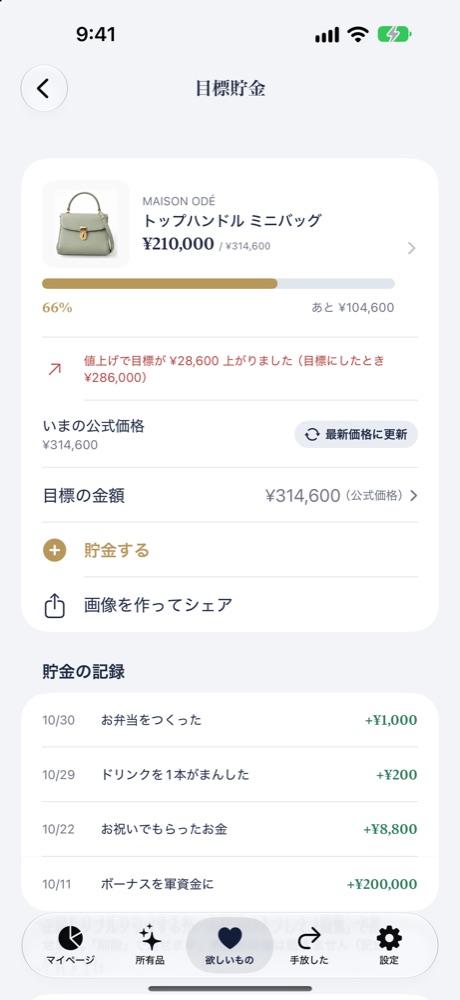 9:41
目標貯金
MAISON ODÉ
トップハンドル ミニバッグ
¥210,000 / ¥314,600
66%
あと ¥104,600
値上げで目標が ¥28,600 上がりました（目標にしたとき
¥286,000）
いまの公式価格
¥314,600
最新価格に更新
目標の金額
¥314,600（公式価格）
貯金する
画像を作ってシェア
貯金の記録
10/30 お弁当をつくった +¥1,000
10/29 ドリンクを1本がまんした +¥200
10/22 お祝いでもらったお金 +¥8,800
10/11 ボーナスを軍資金に +¥200,000
マイページ
所有品
欲しいもの
手放した
設定